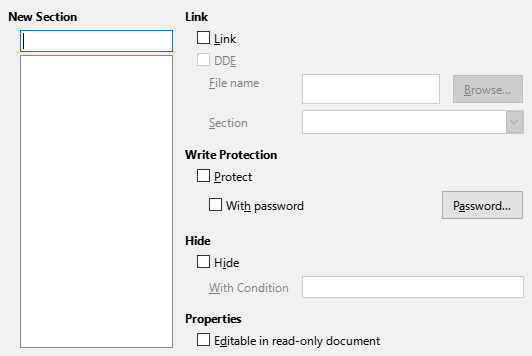 New Section
Link
Link
DDE
File name
Browse...
Section
Write Protection
Protect
With password
Password...
Hide
Hide
With Condition
Properties
Editable in read-only document